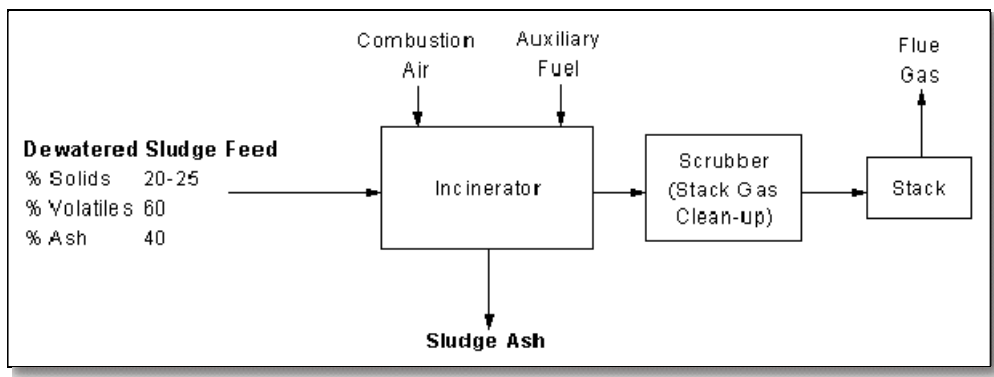 Combustion
Air
Auxiliary
Fuel
Flue
Gas
Dewatered Sludge Feed
% Solids 20-25
% Volatiles 60
% Ash 40
Incinerator
Scrubber
(Stack Gas
Clean-up)
Stack
Sludge Ash